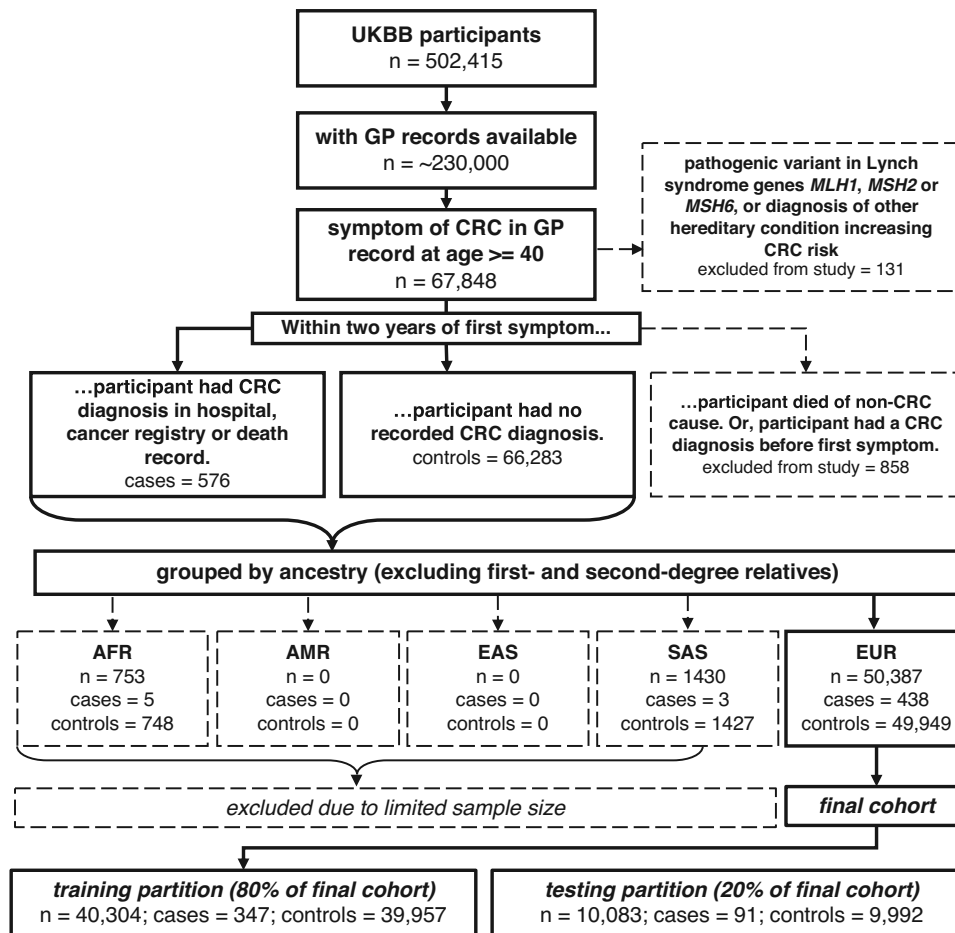 UKBB participants
n = 502,415
with GP records available
n = ~230,000
pathogenic variant in Lynch
syndrome genes MLH1, MSH2 or
MSH6, or diagnosis of other
hereditary condition increasing
CRC risk
excluded from study = 131
symptom of CRC in GP
record at age >= 40
n = 67,848
Within two years of first symptom...
...participant had CRC
diagnosis in hospital,
cancer registry or death
record.
cases = 576
...participant had no
recorded CRC diagnosis.
controls = 66,283
...participant died of non-CRC
cause. Or, participant had a CRC
diagnosis before first symptom.
excluded from study = 858
grouped by ancestry (excluding first- and second-degree relatives)
AFR
n = 753
cases = 5
controls = 748
AMR
n = 0
cases = 0
controls = 0
EAS
n = 0
cases = 0
controls = 0
SAS
n = 1430
cases = 3
controls = 1427
EUR
n = 50,387
cases = 438
controls = 49,949
excluded due to limited sample size
final cohort
training partition (80% of final cohort)
n = 40,304; cases = 347; controls = 39,957
testing partition (20% of final cohort)
n = 10,083; cases = 91; controls = 9,992